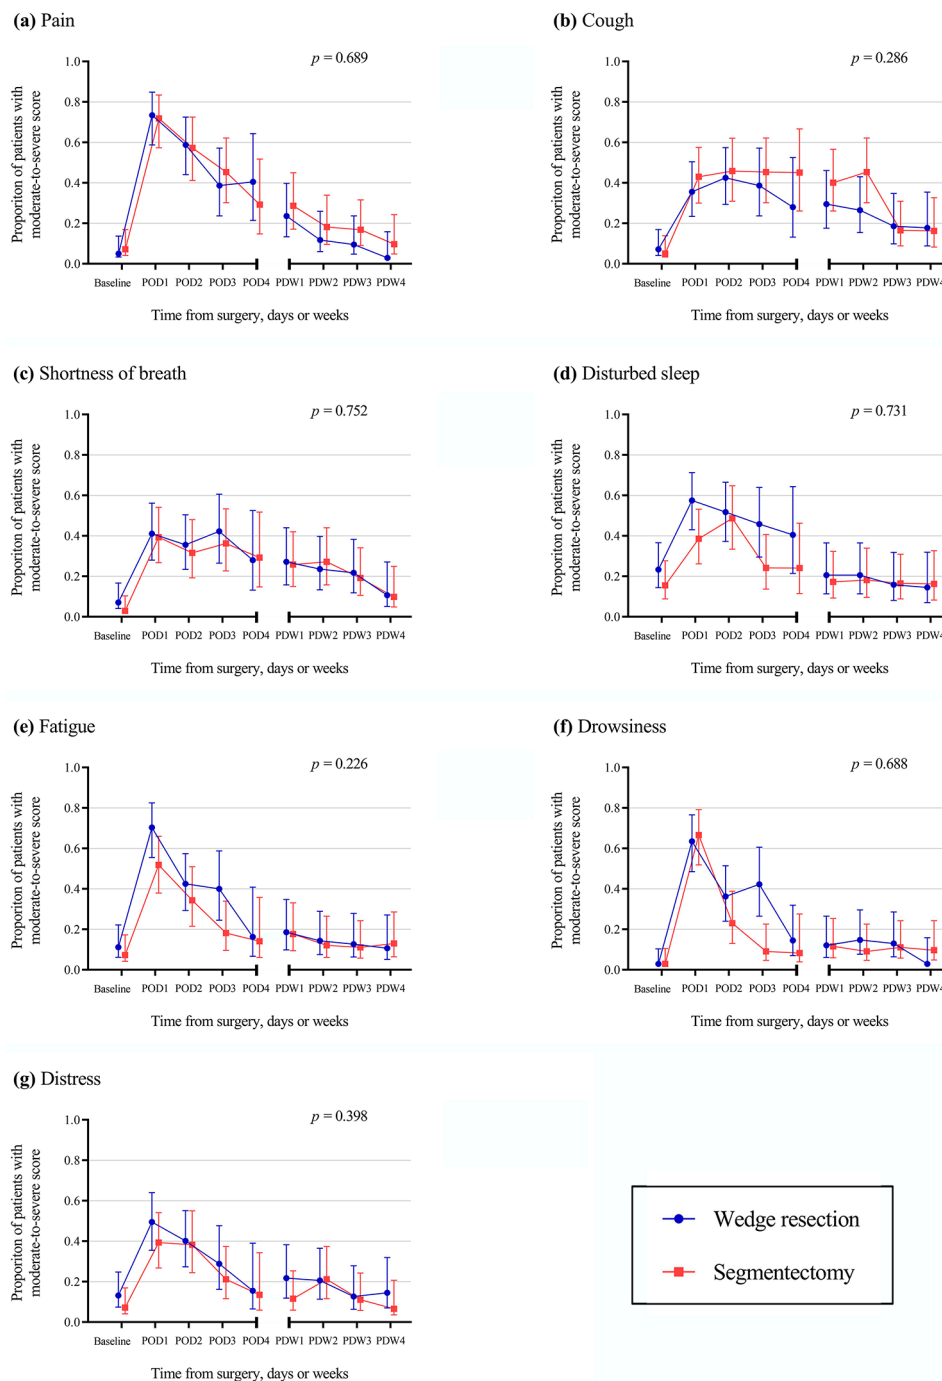 (a) Pain
p = 0.689
Proporiton of patients with
moderate-to-severe score
1.0
0.8
0.6
0.4
0.2
0.0
Baseline POD1 POD2 POD3 POD4 PDW1 PDW2 PDW3 PDW4
Time from surgery, days or weeks
(b) Cough
p = 0.286
Proporiton of patients with
moderate-to-severe score
1.0
0.8
0.6
0.4
0.2
0.0
Baseline POD1 POD2 POD3 POD4 PDW1 PDW2 PDW3 PDW4
Time from surgery, days or weeks
(c) Shortness of breath
p = 0.752
Proporiton of patients with
moderate-to-severe score
1.0
0.8
0.6
0.4
0.2
0.0
Baseline POD1 POD2 POD3 POD4 PDW1 PDW2 PDW3 PDW4
Time from surgery, days or weeks
(d) Disturbed sleep
p = 0.731
Proporiton of patients with
moderate-to-severe score
1.0
0.8
0.6
0.4
0.2
0.0
Baseline POD1 POD2 POD3 POD4 PDW1 PDW2 PDW3 PDW4
Time from surgery, days or weeks
(e) Fatigue
p = 0.226
Proporiton of patients with
moderate-to-severe score
1.0
0.8
0.6
0.4
0.2
0.0
Baseline POD1 POD2 POD3 POD4 PDW1 PDW2 PDW3 PDW4
Time from surgery, days or weeks
(f) Drowsiness
p = 0.688
Proporiton of patients with
moderate-to-severe score
1.0
0.8
0.6
0.4
0.2
0.0
Baseline POD1 POD2 POD3 POD4 PDW1 PDW2 PDW3 PDW4
Time from surgery, days or weeks
(g) Distress
p = 0.398
Proporiton of patients with
moderate-to-severe score
1.0
0.8
0.6
0.4
0.2
0.0
Baseline POD1 POD2 POD3 POD4 PDW1 PDW2 PDW3 PDW4
Time from surgery, days or weeks
Wedge resection
Segmentectomy